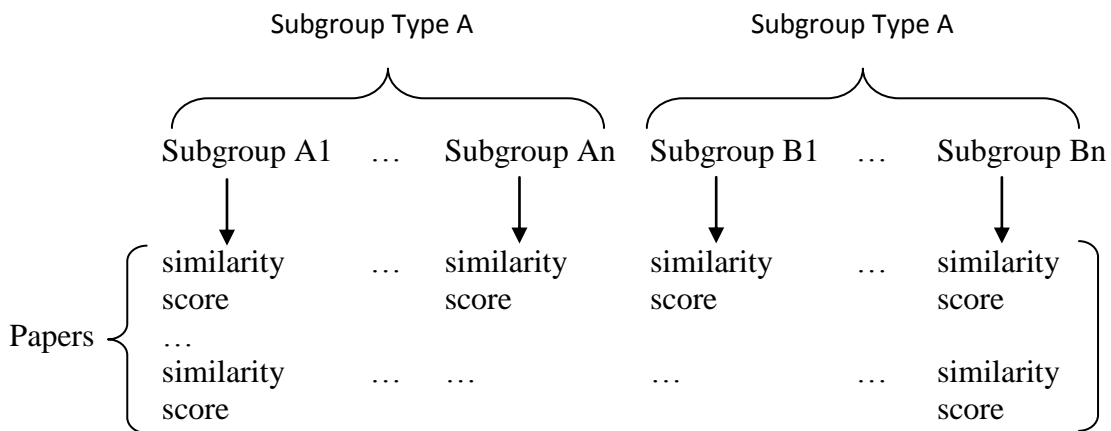 Subgroup Type A Subgroup Type A
Subgroup A1 … Subgroup An Subgroup B1 … Subgroup Bn
similarity … similarity similarity … similarity
score score score score
Papers
…
similarity … … … … similarity
score score